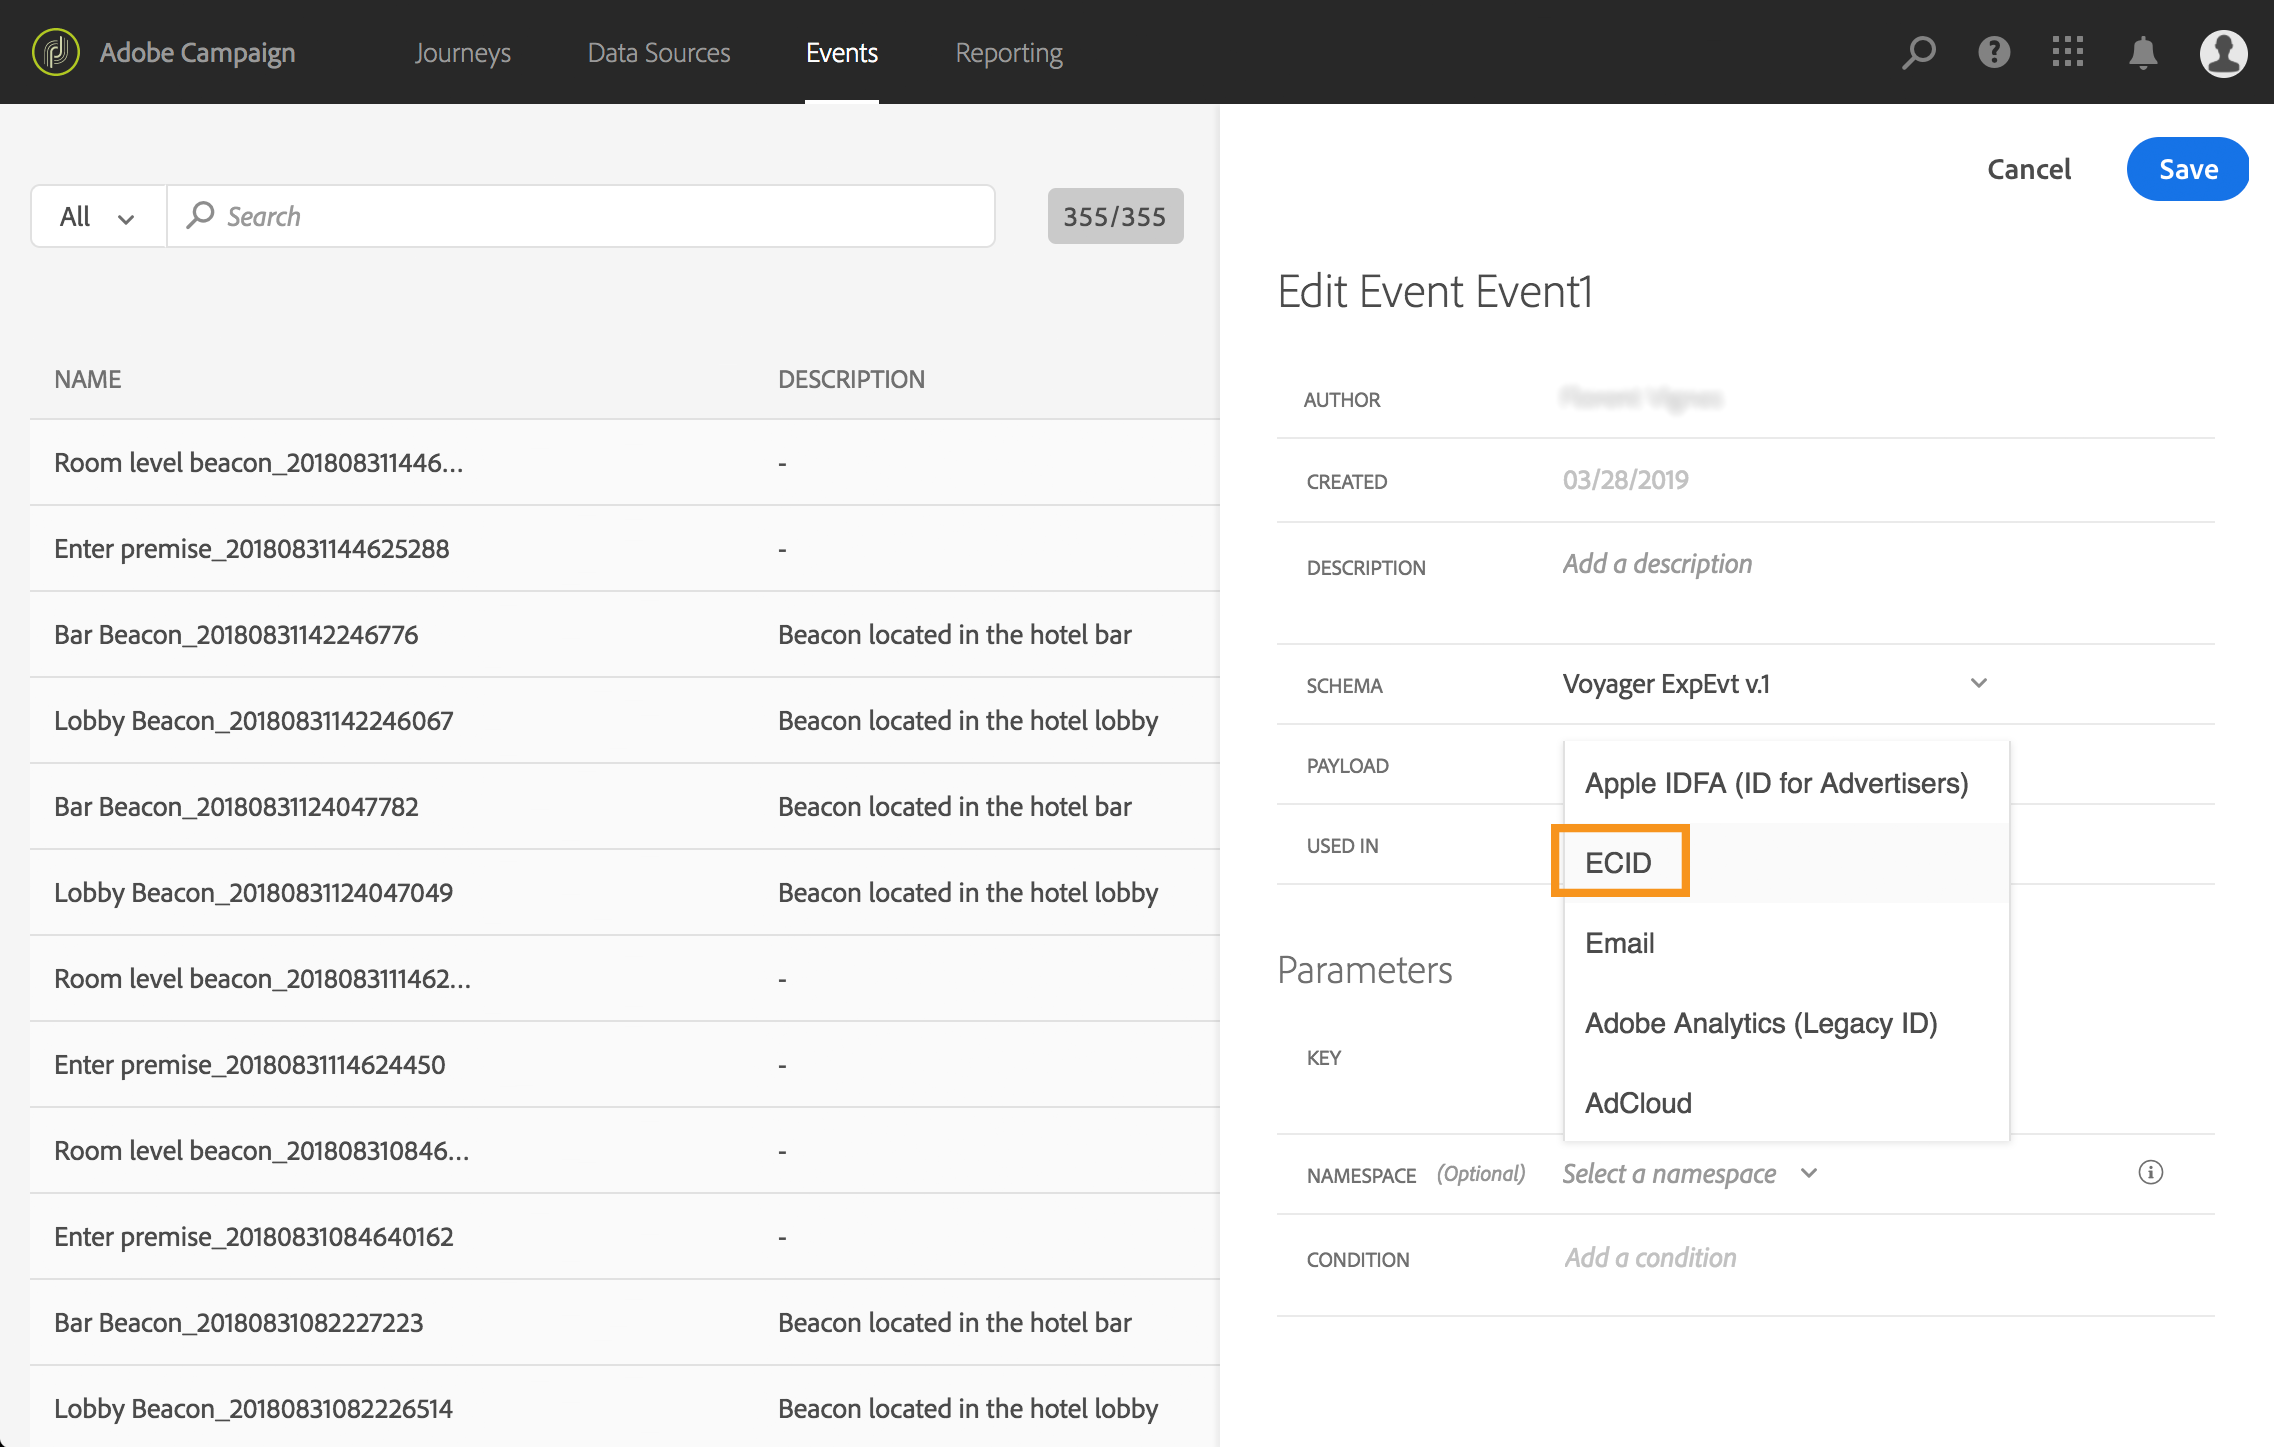 Adobe Campaign Journeys Data Sources Events Reporting
Cancel Save
All Search 355/355
Edit Event Event1
NAME DESCRIPTION
Room level beacon_201808311446... -
Enter premise_20180831144625288 -
Bar Beacon_20180831142246776 Beacon located in the hotel bar
Lobby Beacon_20180831142246067 Beacon located in the hotel lobby
Bar Beacon_20180831124047782 Beacon located in the hotel bar
Lobby Beacon_20180831124047049 Beacon located in the hotel lobby
Room level beacon_2018083111462... -
Enter premise_20180831114624450 -
Room level beacon_201808310846... -
Enter premise_20180831084640162 -
Bar Beacon_20180831082227223 Beacon located in the hotel bar
Lobby Beacon_20180831082226514 Beacon located in the hotel lobby
AUTHOR
CREATED 03/28/2019
DESCRIPTION Add a description
SCHEMA Voyager ExpEvt v.1
PAYLOAD
USED IN
Apple IDFA (ID for Advertisers)
ECID
Email
Adobe Analytics (Legacy ID)
AdCloud
Parameters
KEY
NAMESPACE (Optional) Select a namespace
CONDITION Add a condition